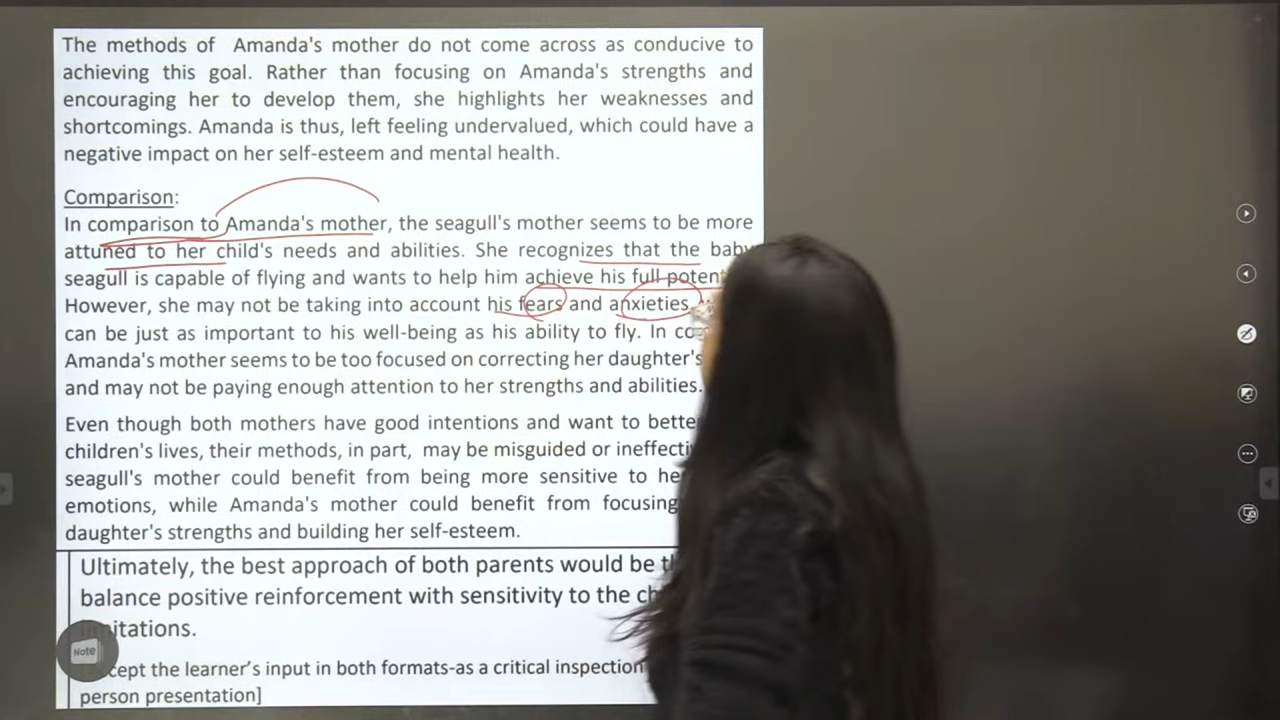 The methods of Amanda's mother do not come across as conducive to
achieving this goal. Rather than focusing on Amanda's strengths and
encouraging her to develop them, she highlights her weaknesses and
shortcomings. Amanda is thus, left feeling undervalued, which could have a
negative impact on her self-esteem and mental health.
Comparison:
In comparison to Amanda's mother, the seagull's mother seems to be more
attuned to her child's needs and abilities. She recognizes that the baby
seagull is capable of flying and wants to help him achieve his full
However, she may not be taking into account his fears and anxieties,
can be just as important to his well-being as his ability to fly. In
Amanda's mother seems to be too focused on correcting her daughter's
and may not be paying enough attention to her strengths and abilities.
Even though both mothers have good intentions and want to
children's lives, their methods, in part, may be misguided or
seagull's mother could benefit from being more sensitive to
emotions, while Amanda's mother could benefit from focusing
daughter's strengths and building her self-esteem.
Ultimately, the best approach of both parents would be
balance positive reinforcement with sensitivity to the
cept the learner's input in both formats-as a critical inspection
person presentation]
Note